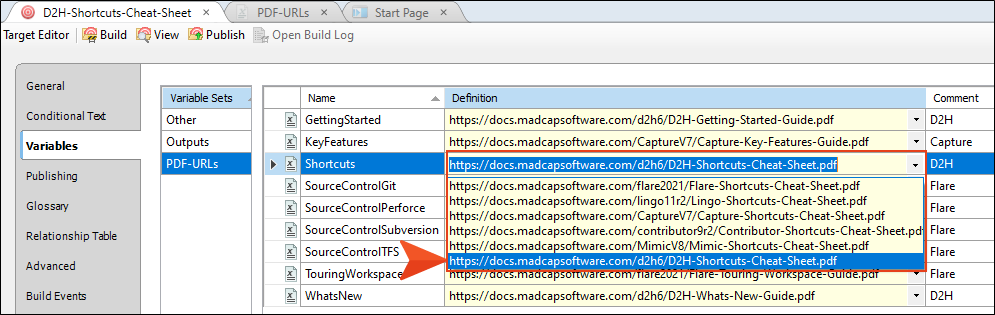 D2H-Shortcuts-Cheat-Sheet PDF-URLs Start Page
Target Editor Build View Publish Open Build Log
General
Conditional Text
Variables
Publishing
Glossary
Relationship Table
Advanced
Build Events
Variable Sets
Other
Outputs
PDF-URLs
Name Definition Comment
GettingStarted https://docs.madcapsoftware.com/d2h6/D2H-Getting-Started-Guide.pdf D2H
KeyFeatures https://docs.madcapsoftware.com/CaptureV7/Capture-Key-Features-Guide.pdf Capture
Shortcuts https://docs.madcapsoftware.com/d2h6/D2H-Shortcuts-Cheat-Sheet.pdf D2H
SourceControlGit https://docs.madcapsoftware.com/flare2021/Flare-Shortcuts-Cheat-Sheet.pdf Flare
https://docs.madcapsoftware.com/lingo11r2/Lingo-Shortcuts-Cheat-Sheet.pdf
SourceControlPerforce https://docs.madcapsoftware.com/CaptureV7/Capture-Shortcuts-Cheat-Sheet.pdf Flare
SourceControlSubversion https://docs.madcapsoftware.com/contributor9r2/Contributor-Shortcuts-Cheat-Sheet.pdf Flare
SourceControlTFS https://docs.madcapsoftware.com/MimicV8/Mimic-Shortcuts-Cheat-Sheet.pdf Flare
https://docs.madcapsoftware.com/d2h6/D2H-Shortcuts-Cheat-Sheet.pdf
TouringWorkspace https://docs.madcapsoftware.com/flare2021/Flare-Touring-Workspace-Guide.pdf Flare
WhatsNew https://docs.madcapsoftware.com/d2h6/D2H-Whats-New-Guide.pdf D2H